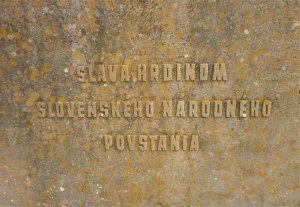 SLÁVA HRDINOM
SLOVENSKÉHO NÁRODNÉHO
POVSTANIA